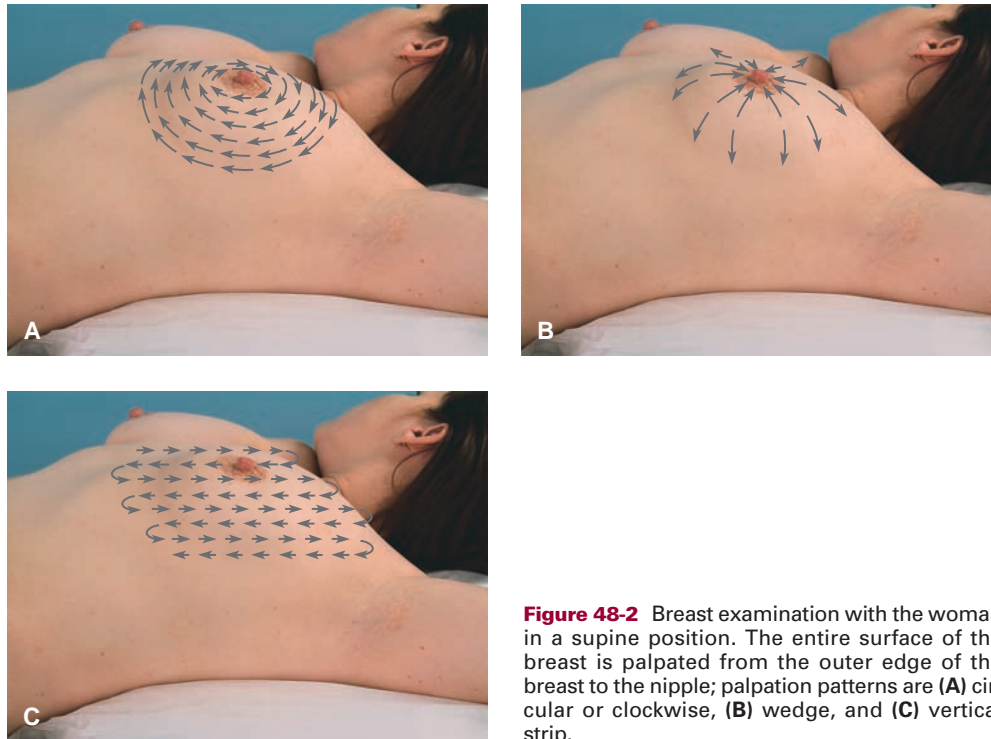 A
B
C
Figure 48-2 Breast examination with the woma
in a supine position. The entire surface of th
breast is palpated from the outer edge of th
breast to the nipple; palpation patterns are (A) cir
cular or clockwise, (B) wedge, and (C) vertica
strip.